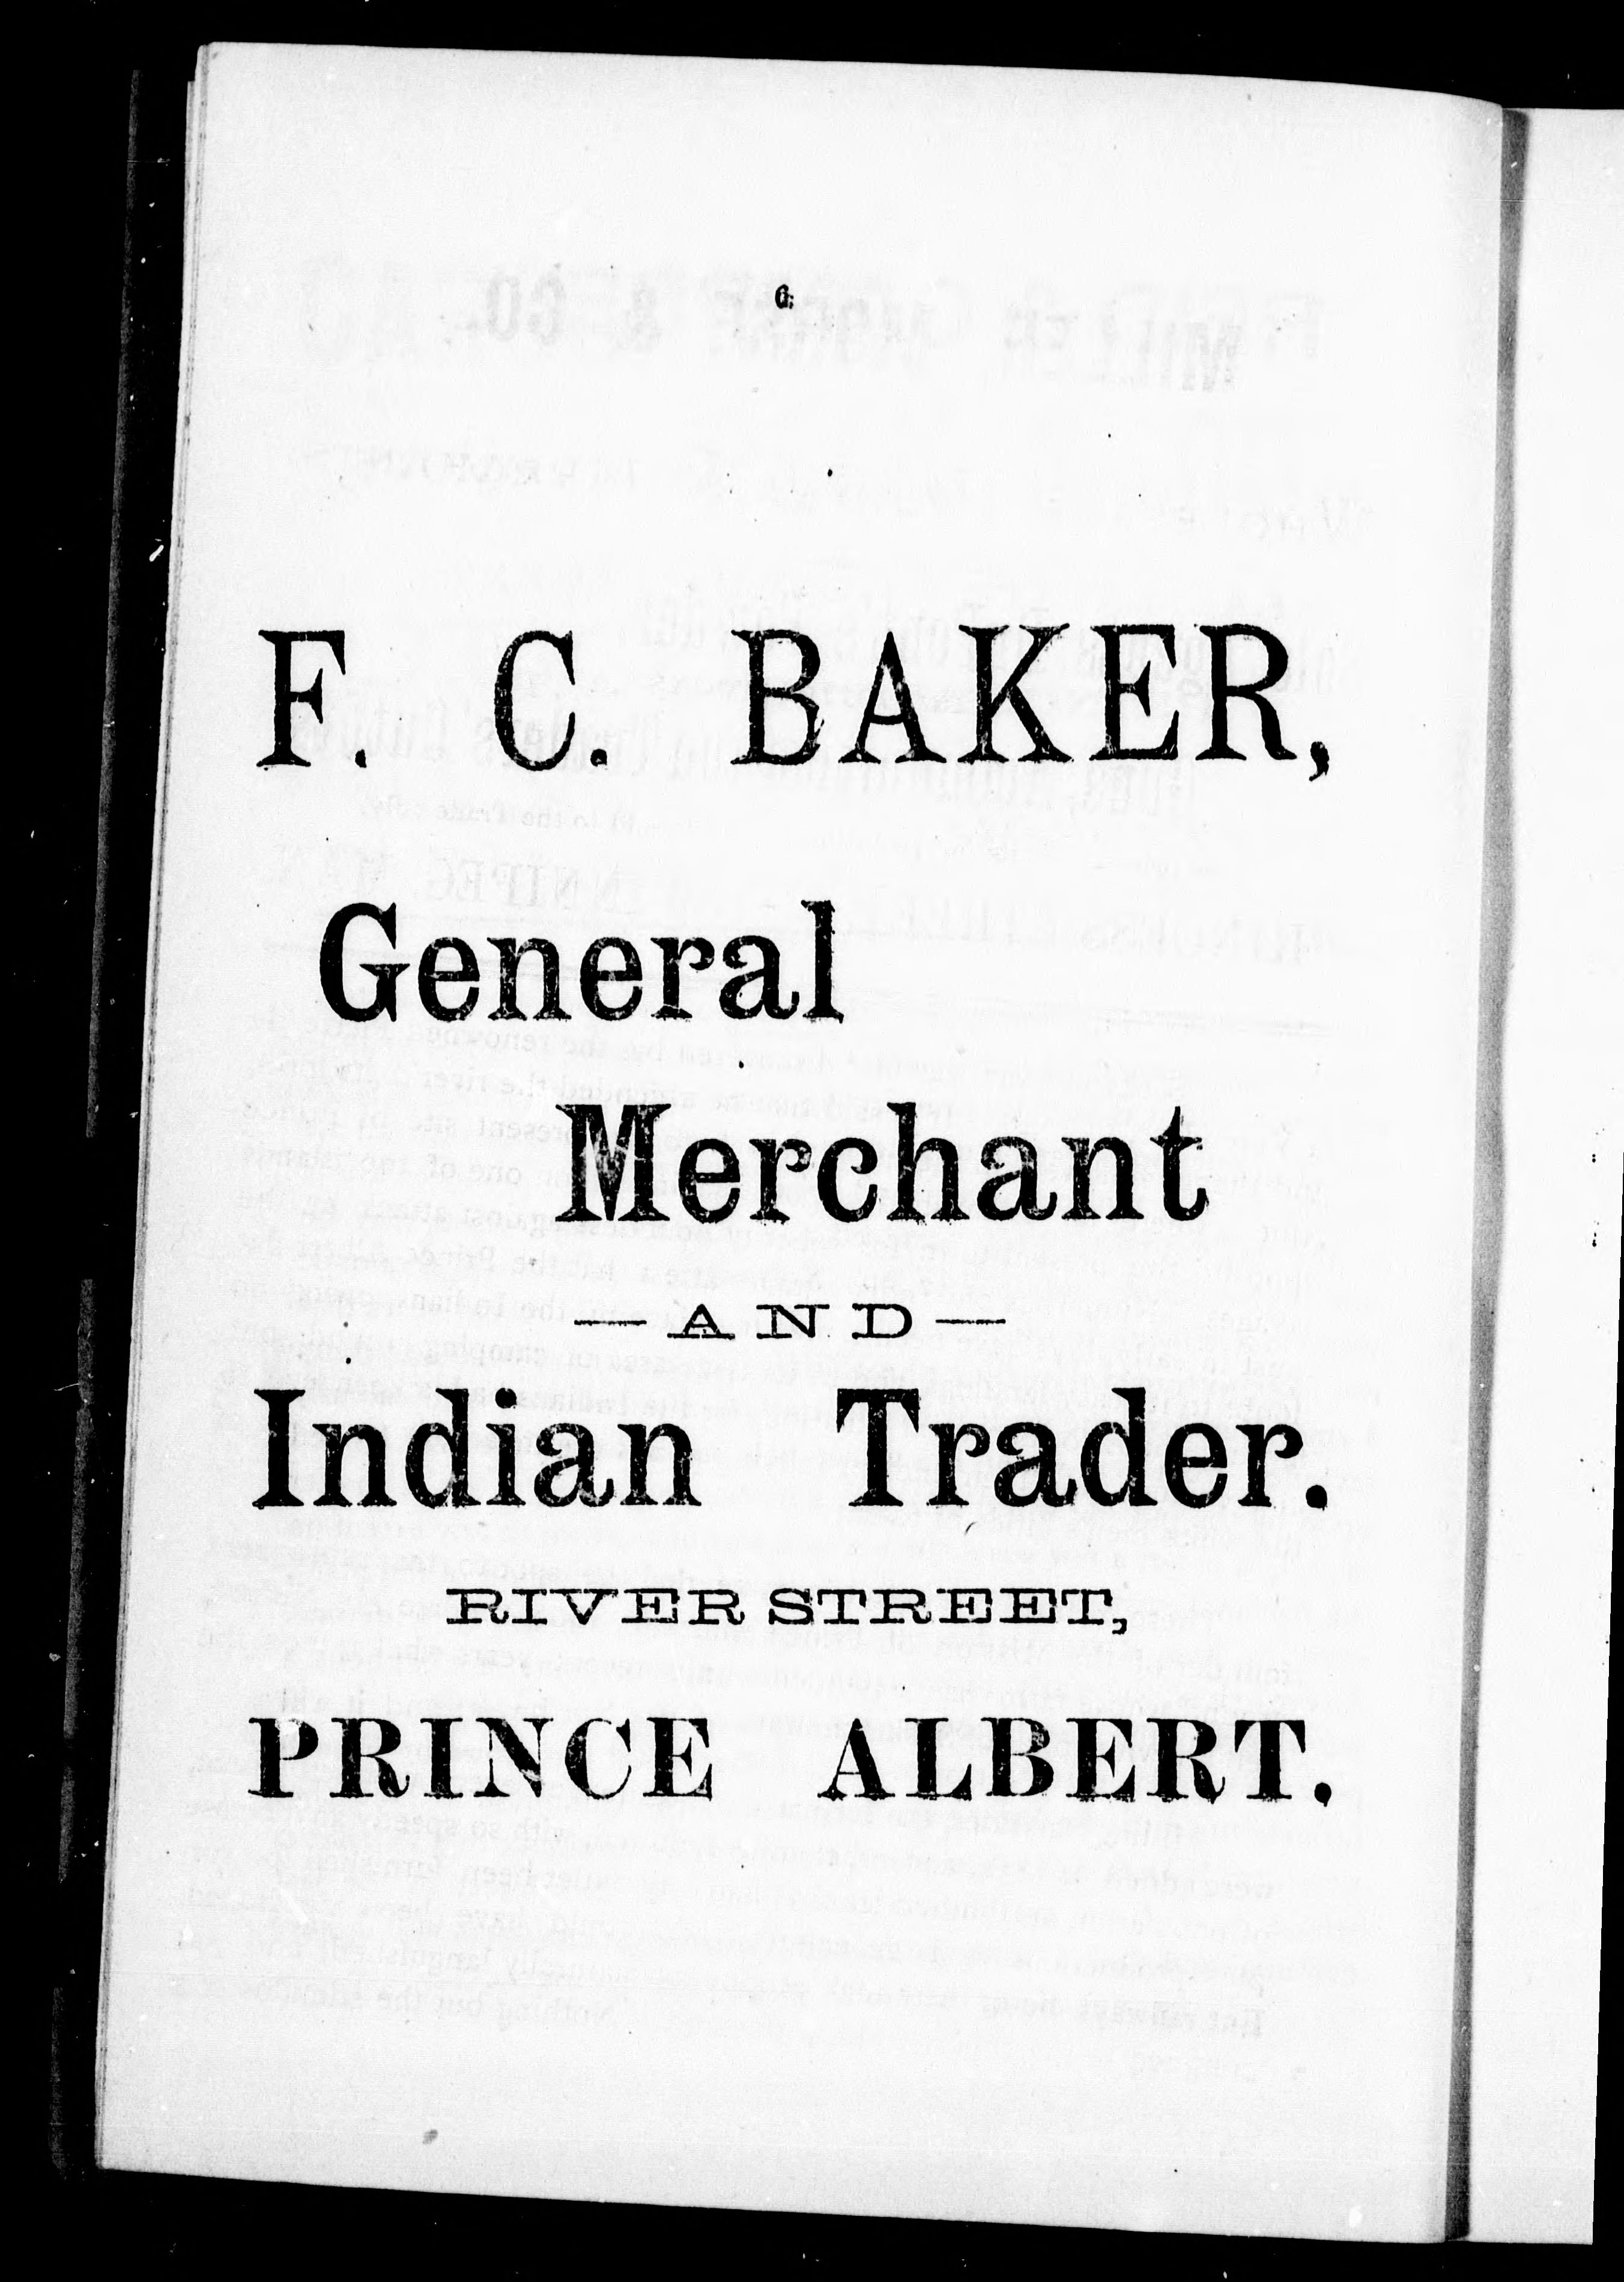 6
F. C. BAKER,
General
Merchant
— AND —
Indian Trader.
RIVER STREET,
PRINCE ALBERT.